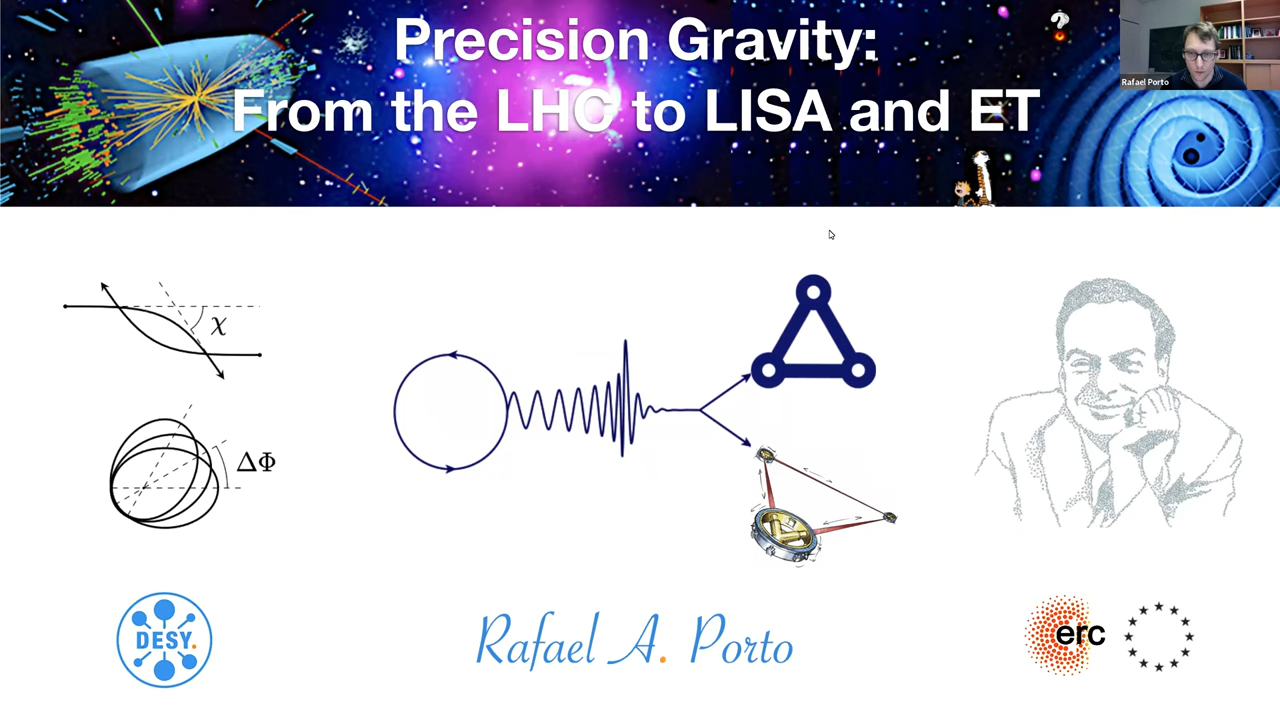 Precision Gravity:
From the LHC to LISA and ET
?
Rafael Porto
χ
ΔΦ
DESY.
Rafael A. Porto
erc